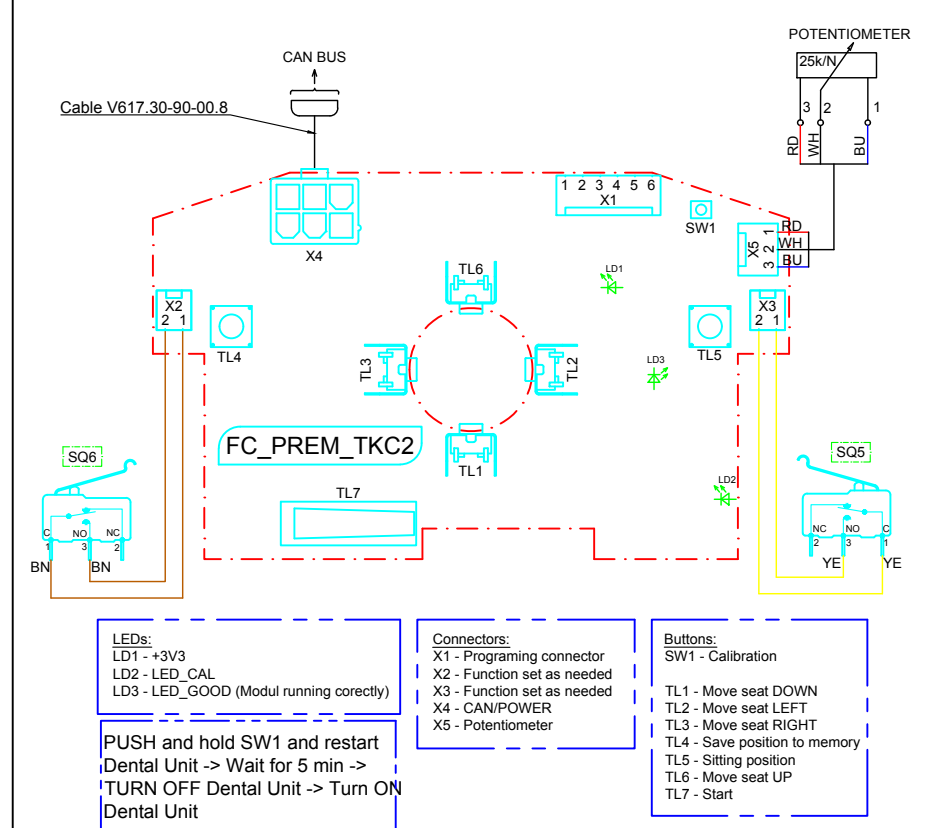 POTENTIOMETER
CAN BUS
25k/N
Cable V617.30-90-00.8
3 2 1
RD WH BU
1 2 3 4 5 6
X1
SW1
X4
RD
WH
BU
X5
1 2 3
TL6
LD1
X2
2 1
X3
2 1
TL4
TL5
TL3
TL2
LD3
FC_PREM_TKC2
TL1
SQ6
SQ5
LD2
TL7
C NO NC
1 3 2
BN BN
NC NO C
2 3 1
YE YE
LEDs:
LD1 - +3V3
LD2 - LED_CAL
LD3 - LED_GOOD (Modul running corectly)
PUSH and hold SW1 and restart
Dental Unit -> Wait for 5 min ->
TURN OFF Dental Unit -> Turn ON
Dental Unit
Connectors:
X1 - Programing connector
X2 - Function set as needed
X3 - Function set as needed
X4 - CAN/POWER
X5 - Potentiometer
Buttons:
SW1 - Calibration
TL1 - Move seat DOWN
TL2 - Move seat LEFT
TL3 - Move seat RIGHT
TL4 - Save position to memory
TL5 - Sitting position
TL6 - Move seat UP
TL7 - Start